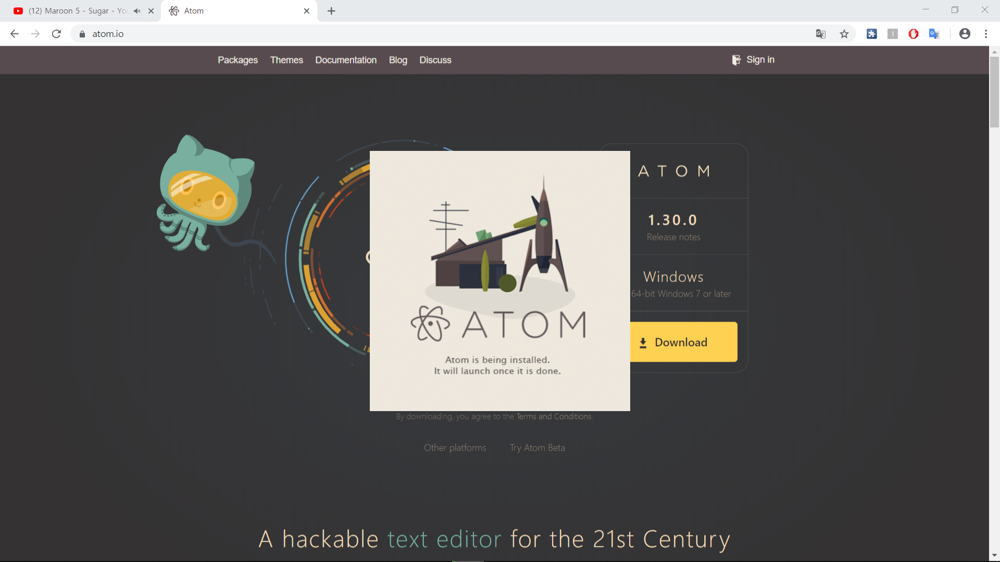 (12) Maroon 5 - Sugar - Yo
Atom
atom.io
Packages Themes Documentation Blog Discuss
Sign in
ATOM
1.30.0
Release notes
Windows
64-bit Windows 7 or later
Download
ATOM
Atom is being installed.
It will launch once it is done.
By downloading, you agree to the Terms and Conditions.
Other platforms Try Atom Beta
A hackable text editor for the 21st Century